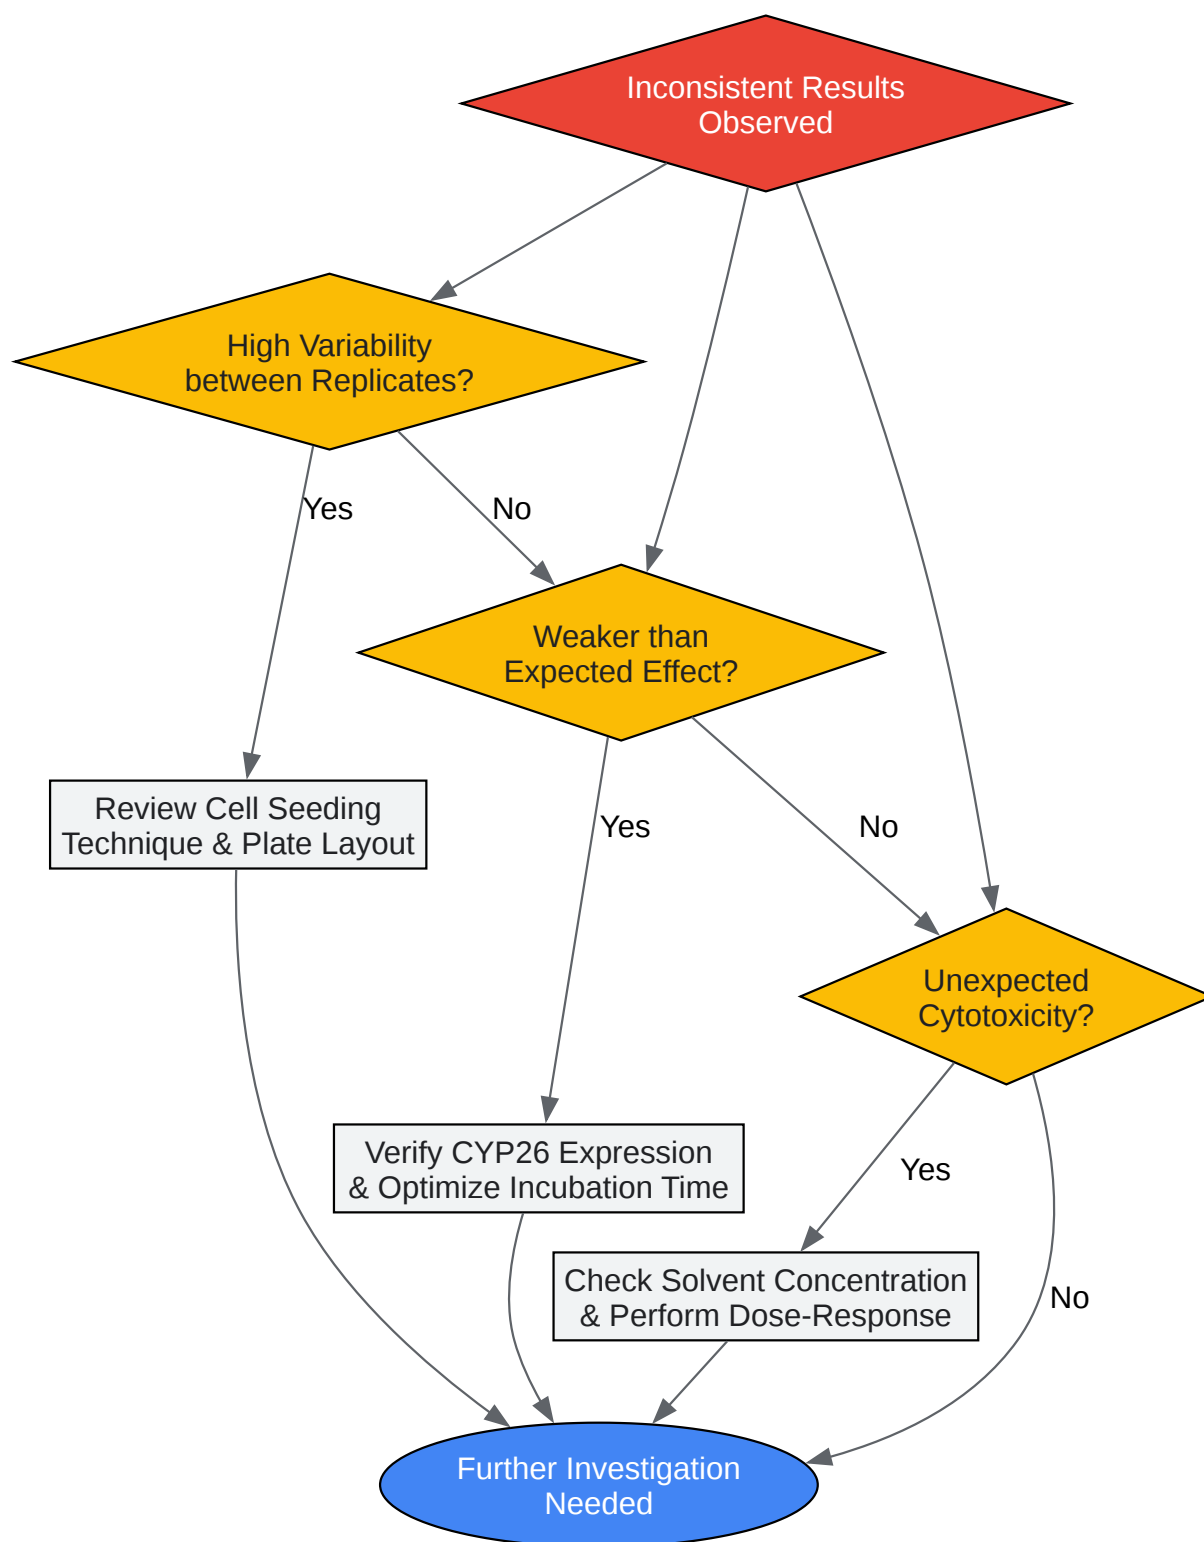 Inconsistent Results
Observed
High Variability
between Replicates?
Yes
No
Weaker than
Expected Effect?
Review Cell Seeding
Technique & Plate Layout
Yes
No
Unexpected
Cytotoxicity?
Verify CYP26 Expression
& Optimize Incubation Time
Yes
Check Solvent Concentration
& Perform Dose-Response
No
Further Investigation
Needed